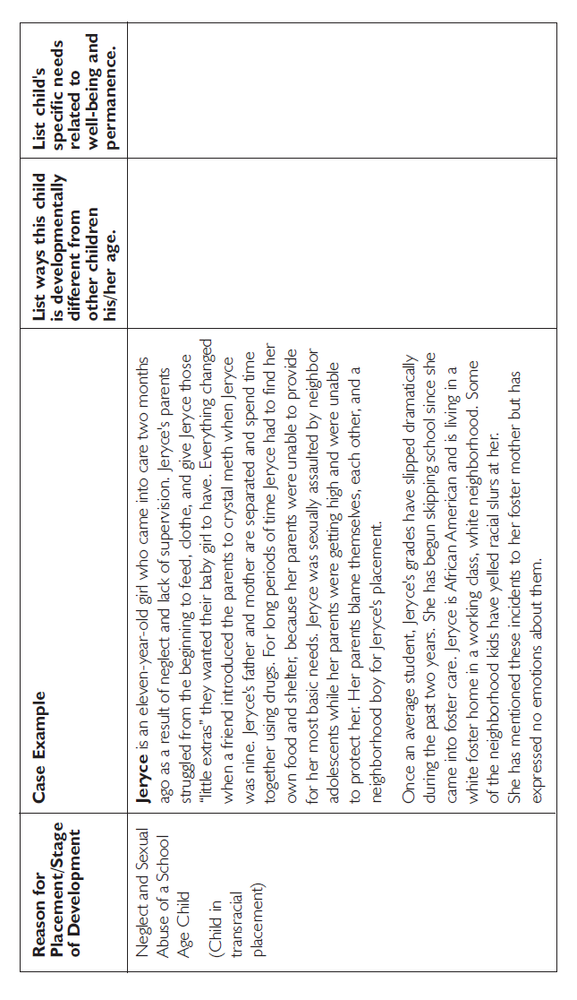 Reason for
Placement/Stage
of Development
Case Example
List ways this child
is developmentally
different from
other children
his/her age.
List child's
specific needs
related to
well-being and
permanence.
Neglect and Sexual
Abuse of a School
Age Child
(Child in
transracial
placement)
Jeryce is an eleven-year-old girl who came into care two months
ago as a result of neglect and lack of supervision. Jeryce's parents
struggled from the beginning to feed, clothe, and give Jeryce those
"little extras" they wanted their baby girl to have. Everything changed
when a friend introduced the parents to crystal meth when Jeryce
was nine. Jeryce's father and mother are separated and spend time
together using drugs. For long periods of time Jeryce had to find her
own food and shelter, because her parents were unable to provide
for her most basic needs. Jeryce was sexually assaulted by neighbor
adolescents while her parents were getting high and were unable
to protect her. Her parents blame themselves, each other, and a
neighborhood boy for Jeryce's placement.
Once an average student, Jeryce's grades have slipped dramatically
during the past two years. She has begun skipping school since she
came into foster care. Jeryce is African American and is living in a
white foster home in a working class, white neighborhood. Some
of the neighborhood kids have yelled racial slurs at her.
She has mentioned these incidents to her foster mother but has
expressed no emotions about them.